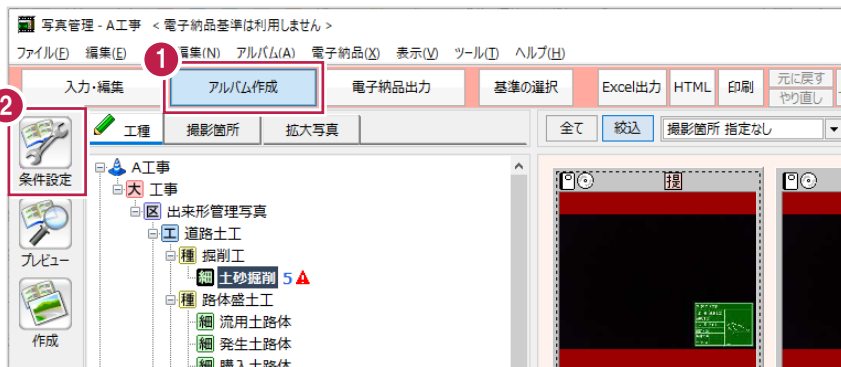 写真管理 - A工事 < 電子納品基準は利用しません >
ファイル(F) 編集(E) 編集(N) アルバム(A) 電子納品(X) 表示(V) ツール(T) ヘルプ(H)
1
入力・編集 アルバム作成 電子納品出力 基準の選択 Excel出力 HTML 印刷 元に戻す
やり直し
2
工種 撮影箇所 拡大写真 全て 絞込 撮影箇所 指定なし
条件設定
プレビュー
作成
A工事
大 工事
区 出来形管理写真
工 道路土工
種 掘削工
細 土砂掘削 5
種 路体盛土工
細 流用土路体
細 発生土路体
細 購入土路体
提